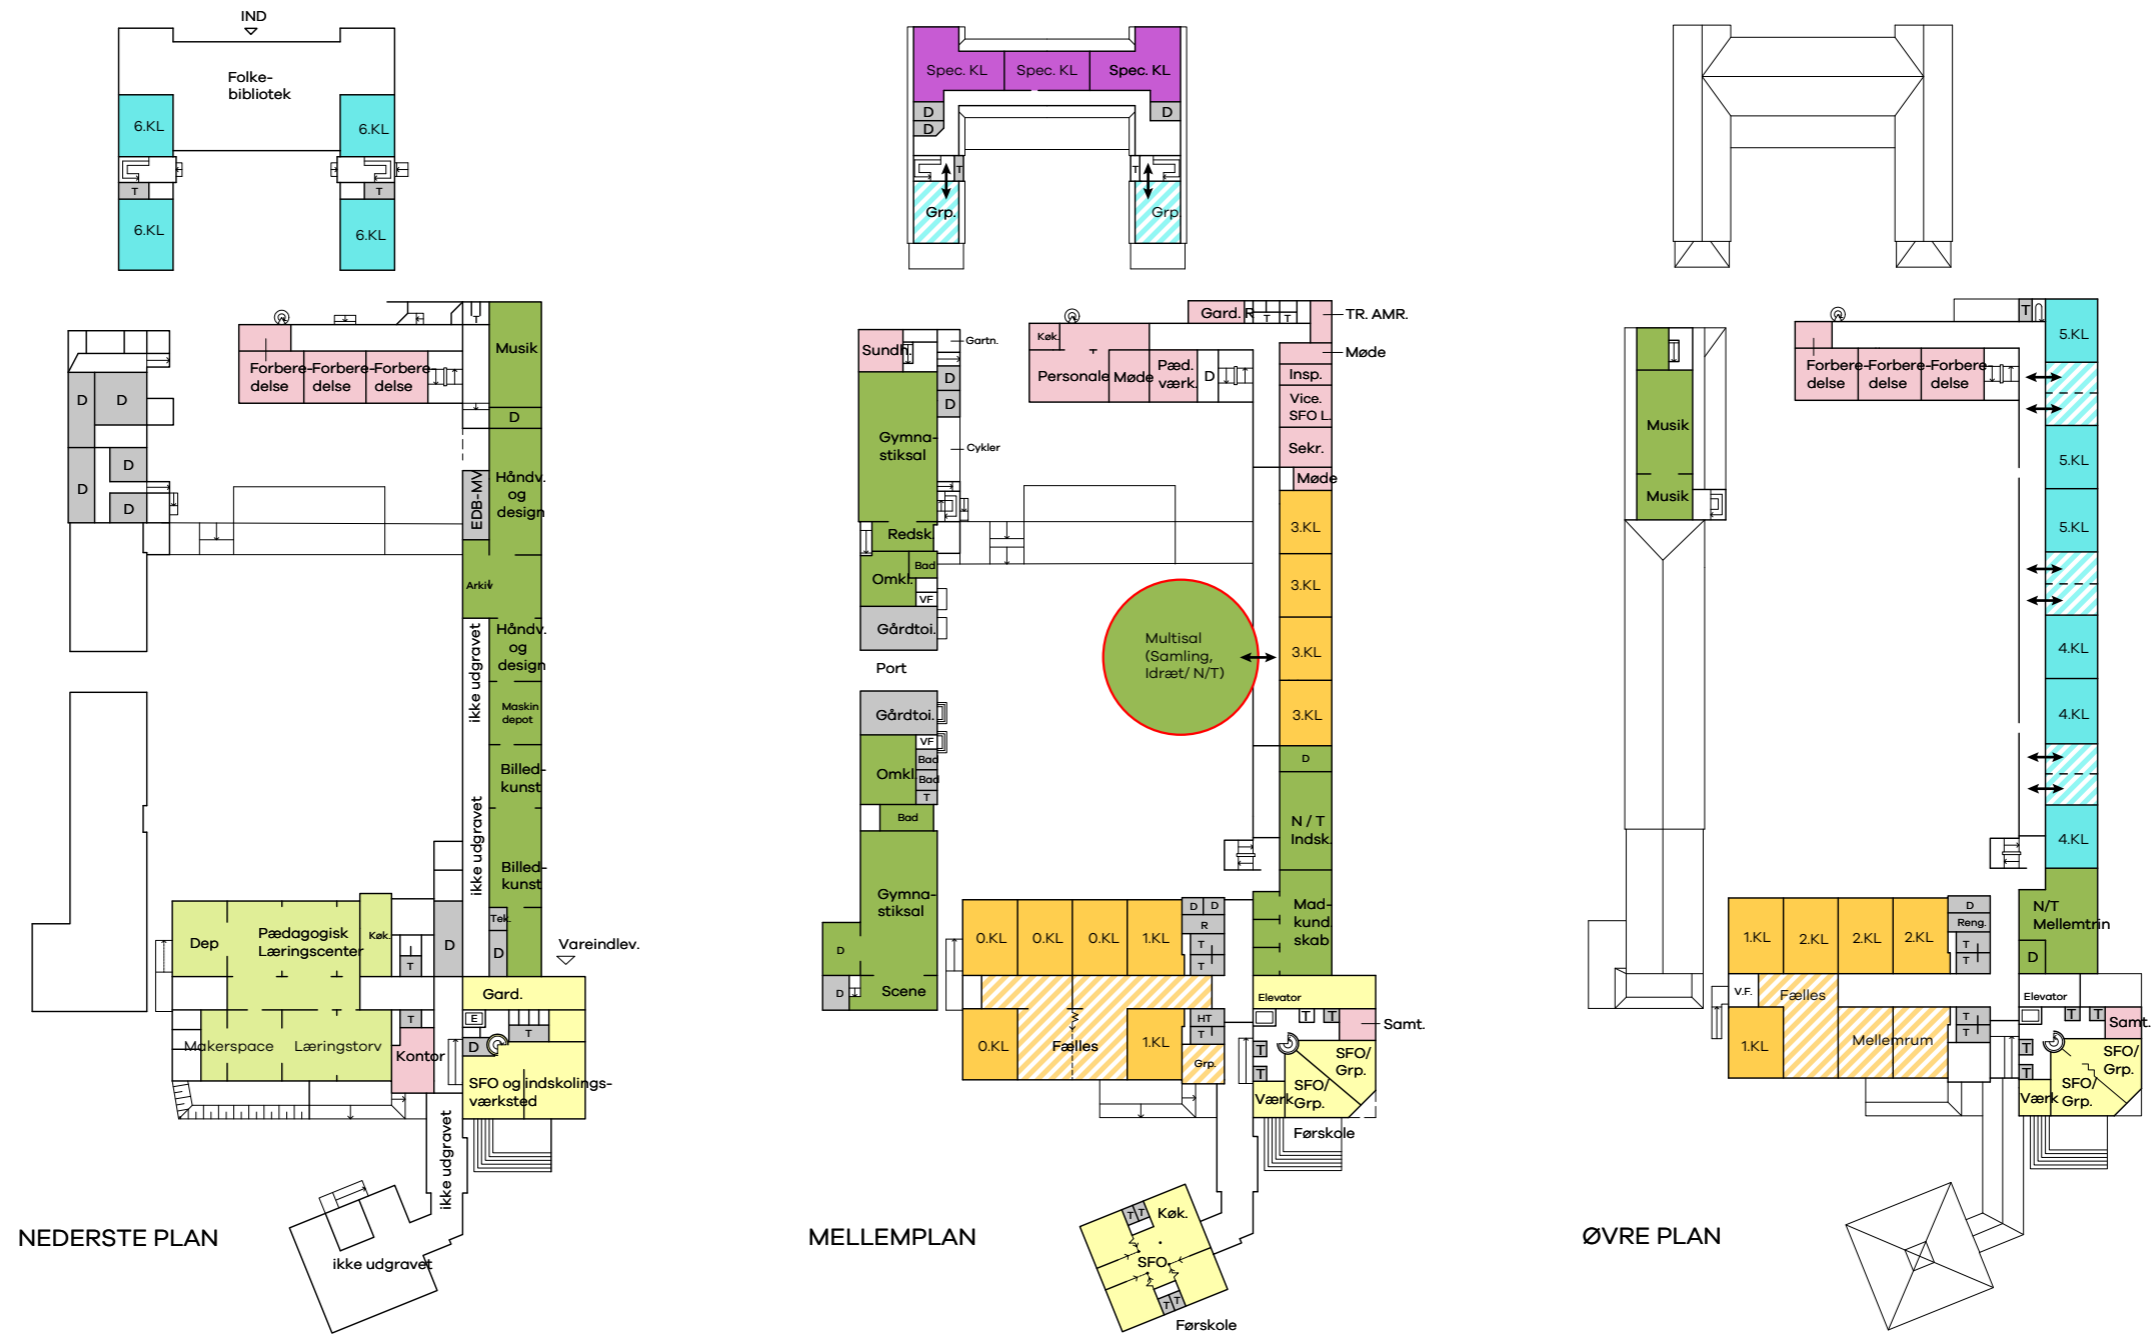 IND
Folke-
bibliotek
6.KL
6.KL
T
T
6.KL
6.KL
Musik
Forbere-
delse
Forbere-
delse
Forbere-
delse
D
D
D
D
D
D
EDB-MV
Håndv.
og
design
Arkiv
ikke udgravet
Håndv.
og
design
Maskin
depot
Billed-
kunst
ikke udgravet
Billed-
kunst
Tek.
D
D
Vareindlev.
Dep
Pædagogisk
Læringscenter
Køk.
T
Gard.
E
T
T
D
Makerspace
Læringstorv
Kontor
SFO og indskolings-
værksted
ikke udgravet
ikke udgravet
NEDERSTE PLAN
Spec. KL
Spec. KL
Spec. KL
D
D
D
T
T
Grp.
Grp.
Gard.
R
T
T
TR. AMR.
Sundh.
Gartn.
Køk.
Møde
D
D
Personale
Møde
Pæd.
værk.
D
Insp.
Vice.
SFO L.
Gymna-
stiksal
Cykler
Sekr.
Møde
Redsk.
3.KL
Omkl.
Bad
VF
3.KL
Gårdtoi.
Multisal
(Samling,
Idræt/ N/T)
3.KL
Port
Gårdtoi.
3.KL
VF
Omkl.
Bad
Bad
T
D
Bad
N / T
Indsk.
Gymna-
stiksal
D
Scene
D
0.KL
0.KL
0.KL
1.KL
D
D
R
T
T
Mad-
kund.
skab
Elevator
HT
T
T
T
Samt.
0.KL
Fælles
1.KL
Grp.
T
T
SFO/
Grp.
SFO/
Grp.
Værk
Førskole
T
T
Køk.
SFO
T
T
Førskole
MELLEMPLAN
T
5.KL
Forbere-
delse
Forbere-
delse
Forbere-
delse
Musik
5.KL
Musik
5.KL
4.KL
4.KL
4.KL
N/T
Mellemtrin
D
1.KL
2.KL
2.KL
2.KL
D
Reng.
T
T
V.F.
Fælles
Elevator
T
T
T
T
Samt.
1.KL
Mellemrum
T
T
SFO/
Grp.
SFO/
Grp.
Værk
ØVRE PLAN